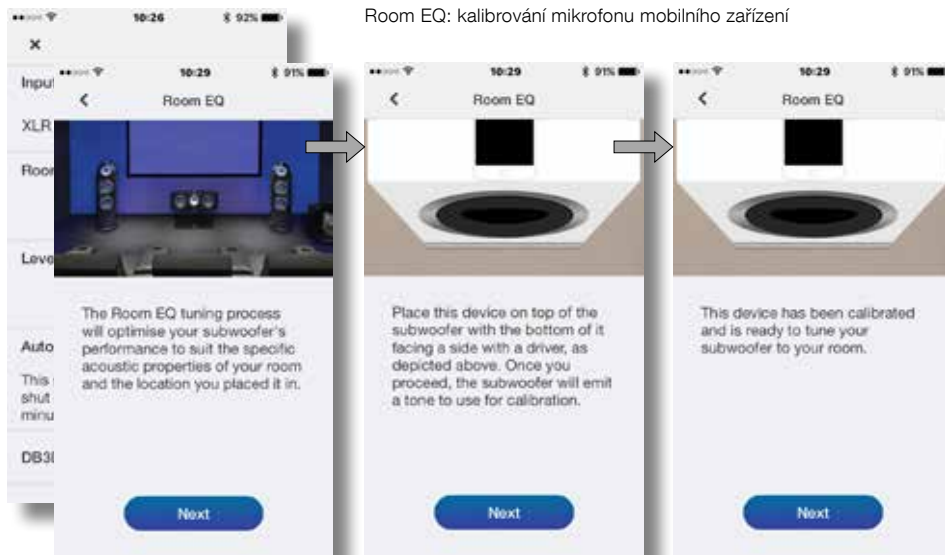 Room EQ: kalibrování mikrofonu mobilního zařízení
10:26
92%
×
XLR
Auto
This
shut
10:29
91%
Room EQ
The Room EQ tuning process
will optimise your subwoofer's
performance to suit the specific
acoustic properties of your room
and the location you placed it in.
Next
10:29
91%
Room EQ
Place this device on top of the
subwoofer with the bottom of it
facing a side with a driver, as
depicted above. Once you
proceed, the subwoofer will emit
a tone to use for calibration.
Next
10:29
91%
Room EQ
This device has been calibrated
and is ready to tune your
subwoofer to your room.
Next